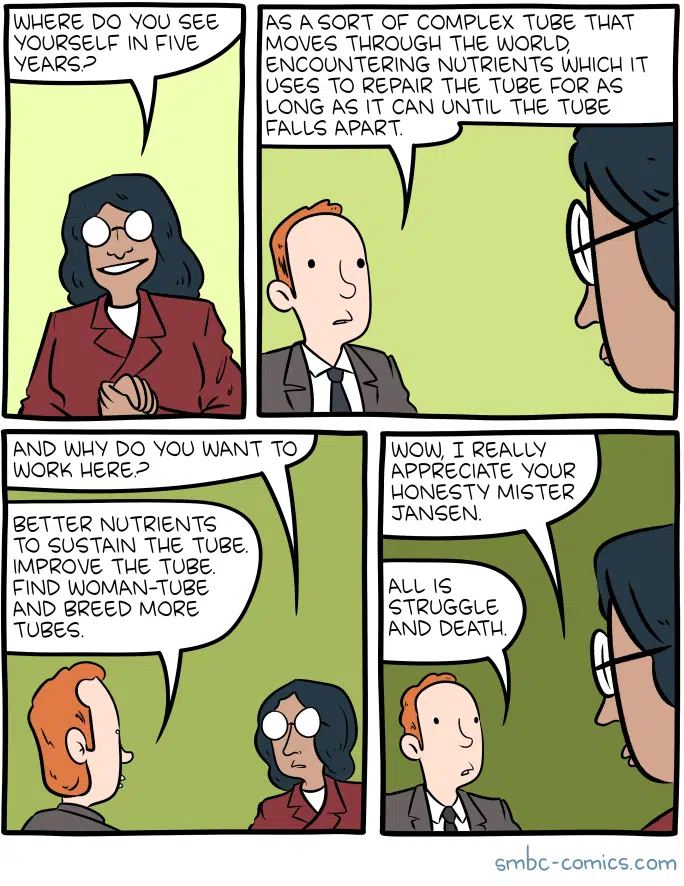 WHERE DO YOU SEE
YOURSELF IN FIVE
YEARS?
AS A SORT OF COMPLEX TUBE THAT
MOVES THROUGH THE WORLD,
ENCOUNTERING NUTRIENTS WHICH IT
USES TO REPAIR THE TUBE FOR AS
LONG AS IT CAN UNTIL THE TUBE
FALLS APART.
AND WHY DO YOU WANT TO
WORK HERE?
BETTER NUTRIENTS
TO SUSTAIN THE TUBE.
IMPROVE THE TUBE.
FIND WOMAN-TUBE
AND BREED MORE
TUBES.
WOW, I REALLY
APPRECIATE YOUR
HONESTY MISTER
JANSEN.
ALL IS
STRUGGLE
AND DEATH.
smbc-comics.com